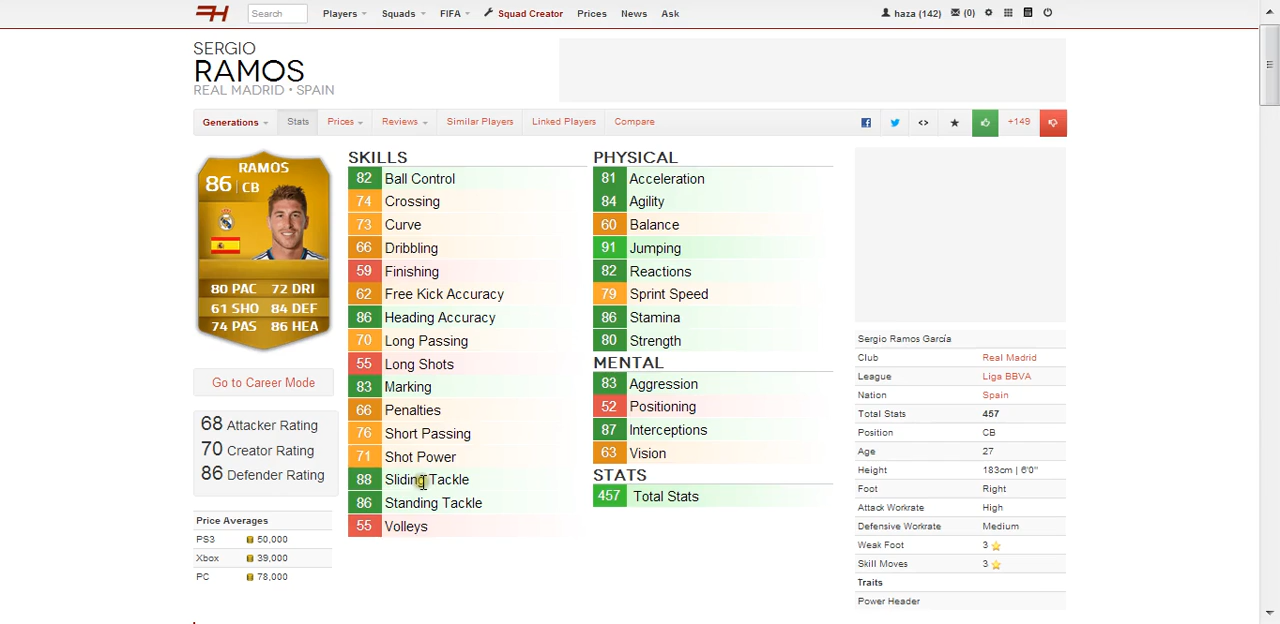 FH Search Players Squads FIFA Squad Creator Prices News Ask haza (142) (0)
SERGIO
RAMOS
REAL MADRID • SPAIN
Generations Stats Prices Reviews Similar Players Linked Players Compare +149
RAMOS
86 CB
80 PAC 72 DRI
61 SHO 84 DEF
74 PAS 86 HEA
Go to Career Mode
68 Attacker Rating
70 Creator Rating
86 Defender Rating
Price Averages
PS3 50,000
Xbox 39,000
PC 78,000
SKILLS
82 Ball Control
74 Crossing
73 Curve
66 Dribbling
59 Finishing
62 Free Kick Accuracy
86 Heading Accuracy
70 Long Passing
55 Long Shots
83 Marking
66 Penalties
76 Short Passing
71 Shot Power
88 Sliding Tackle
86 Standing Tackle
55 Volleys
PHYSICAL
81 Acceleration
84 Agility
60 Balance
91 Jumping
82 Reactions
79 Sprint Speed
86 Stamina
80 Strength
MENTAL
83 Aggression
52 Positioning
87 Interceptions
63 Vision
STATS
457 Total Stats
Sergio Ramos García
Club Real Madrid
League Liga BBVA
Nation Spain
Total Stats 457
Position CB
Age 27
Height 183cm | 6'0"
Foot Right
Attack Workrate High
Defensive Workrate Medium
Weak Foot 3
Skill Moves 3
Traits
Power Header